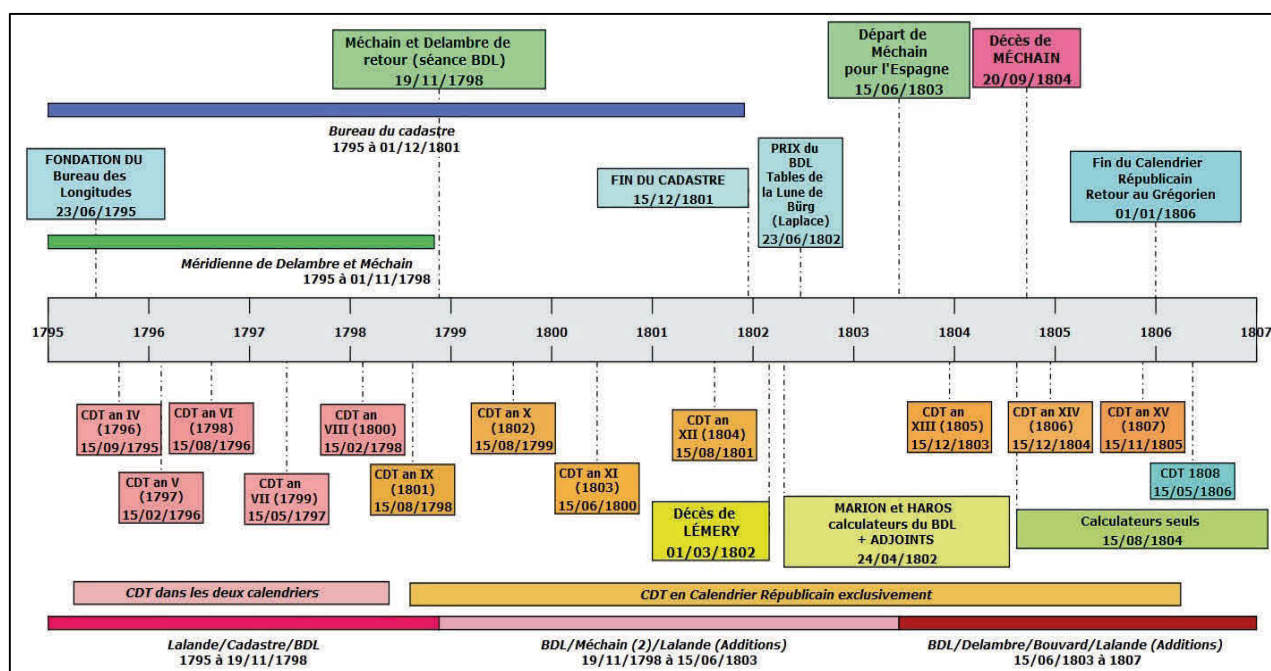 Méchain et Delambre de
retour (séance BDL)
19/11/1798
Départ de
Méchain
pour l'Espagne
15/06/1803
Décès de
MÉCHAIN
20/09/1804
Bureau du cadastre
1795 à 01/12/1801
FONDATION DU
Bureau des
Longitudes
23/06/1795
FIN DU CADASTRE
15/12/1801
PRIX du
BDL
Tables de
la Lune de
Bürg
(Laplace)
23/06/1802
Fin du Calendrier
Républicain
Retour au Grégorien
01/01/1806
Méridienne de Delambre et Méchain
1795 à 01/11/1798
1795 1796 1797 1798 1799 1800 1801 1802 1803 1804 1805 1806 1807
CDT an IV
(1796)
15/09/1795
CDT an VI
(1798)
15/08/1796
CDT an
VIII (1800)
15/02/1798
CDT an X
(1802)
15/08/1799
CDT an
XII (1804)
15/08/1801
CDT an
XIII (1805)
15/12/1803
CDT an XIV
(1806)
15/12/1804
CDT an XV
(1807)
15/11/1805
CDT an V
(1797)
15/02/1796
CDT an
VII (1799)
15/05/1797
CDT an IX
(1801)
15/08/1798
CDT an XI
(1803)
15/06/1800
CDT 1808
15/05/1806
Décès de
LÉMERY
01/03/1802
MARION et HAROS
calculateurs du BDL
+ ADJOINTS
24/04/1802
Calculateurs seuls
15/08/1804
CDT dans les deux calendriers
CDT en Calendrier Républicain exclusivement
Lalande/Cadastre/BDL
1795 à 19/11/1798
BDL/Méchain (2)/Lalande (Additions)
19/11/1798 à 15/06/1803
BDL/Delambre/Bouvard/Lalande (Additions)
15/06/1803 à 1807